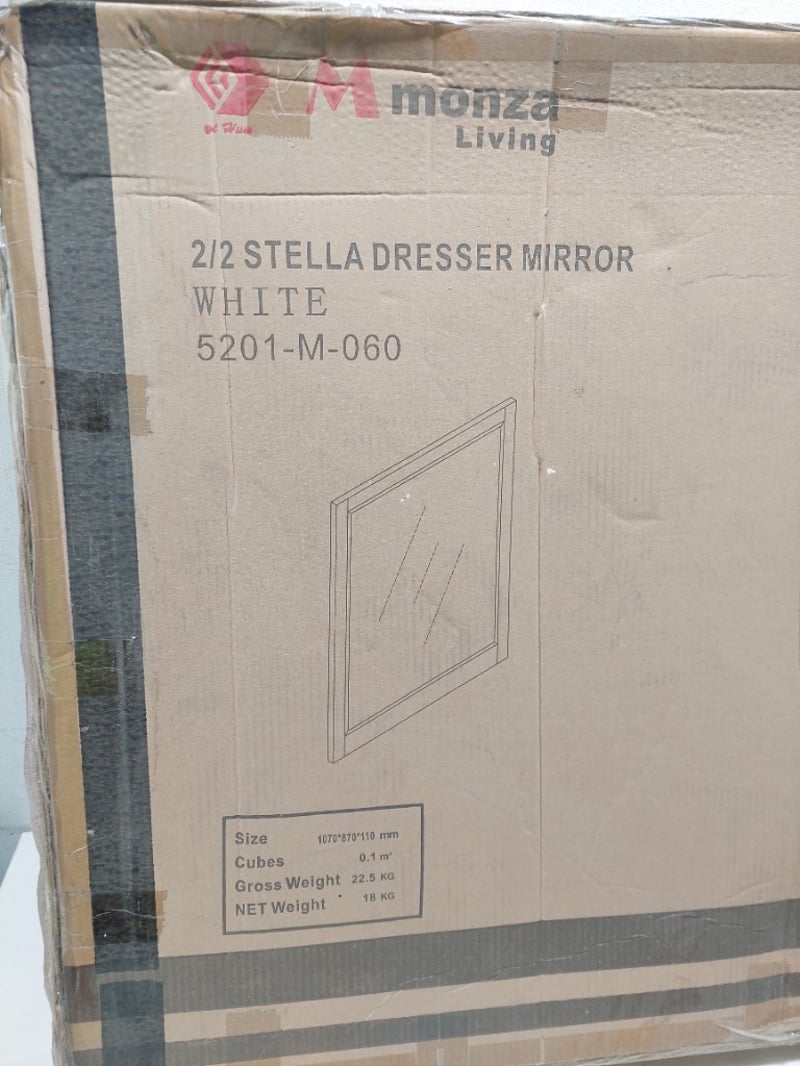 M monza
Living
2/2 STELLA DRESSER MIRROR
WHITE
5201-M-060
Size 1070*870*110 mm
Cubes 0.1 m³
Gross Weight 22.5 KG
NET Weight 18 KG